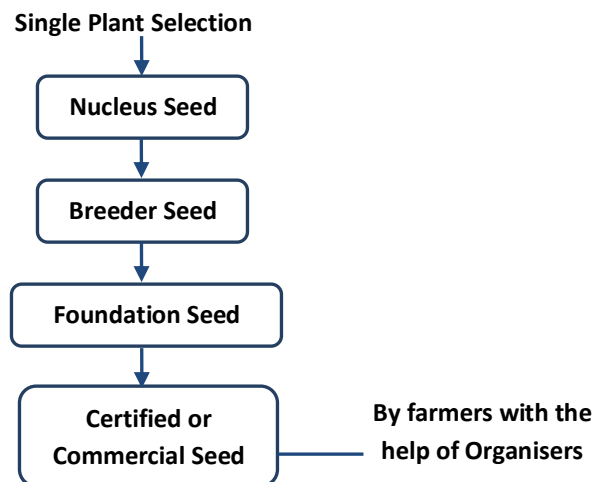 Single Plant Selection
Nucleus Seed
Breeder Seed
Foundation Seed
Certified or
Commercial Seed
By farmers with the
help of Organisers